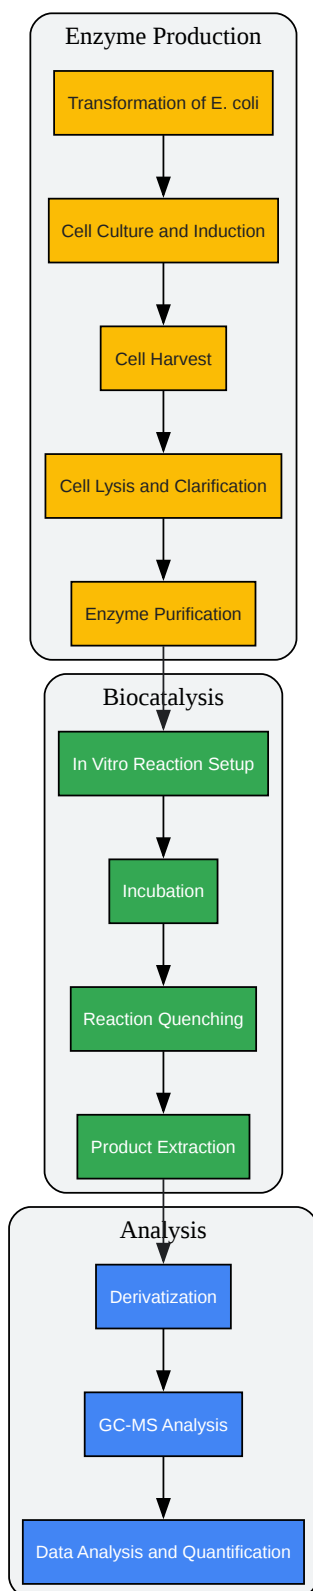 Enzyme Production
Transformation of E. coli
Cell Culture and Induction
Cell Harvest
Cell Lysis and Clarification
Enzyme Purification
Biocatalysis
In Vitro Reaction Setup
Incubation
Reaction Quenching
Product Extraction
Analysis
Derivatization
GC-MS Analysis
Data Analysis and Quantification